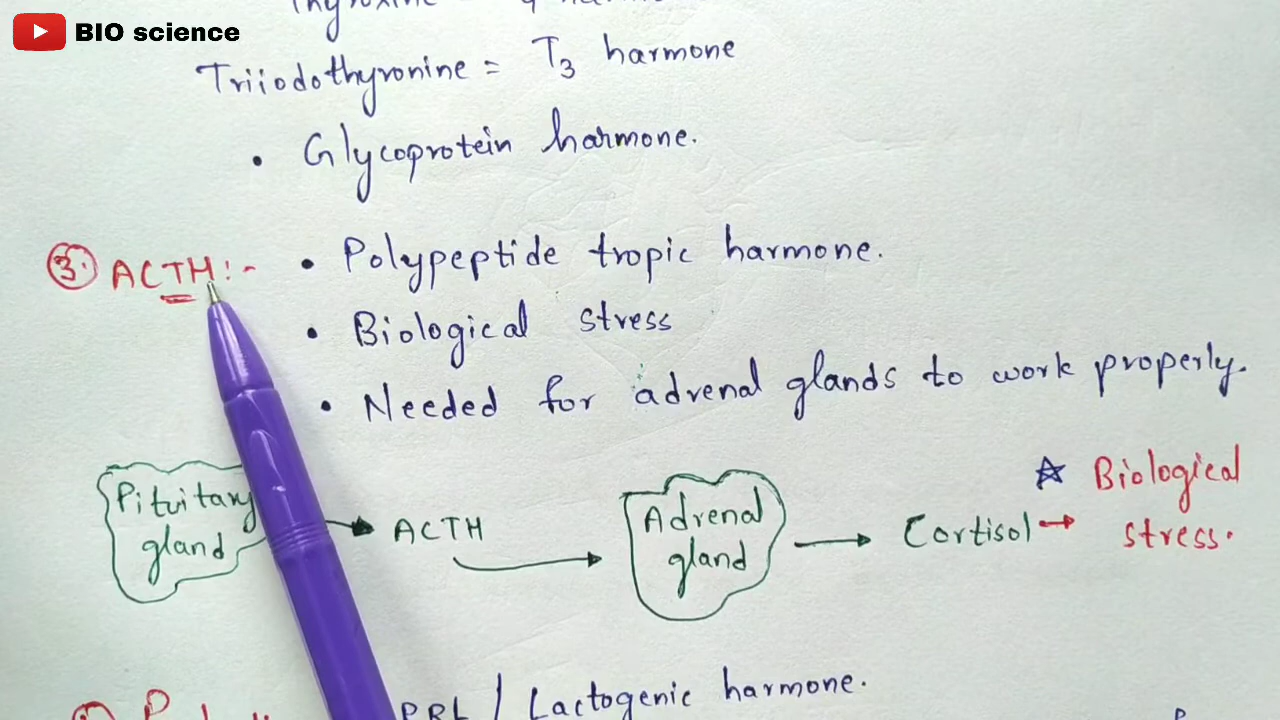 BIO science
Triiodothyronine = T3 harmone
• Glycoprotein harmone.
3. ACTH:- • Polypeptide tropic harmone.
• Biological stress
• Needed for adrenal glands to work properly.
Pituitary gland → ACTH → Adrenal gland → Cortisol → ☆ Biological stress.
PRL / Lactogenic harmone.